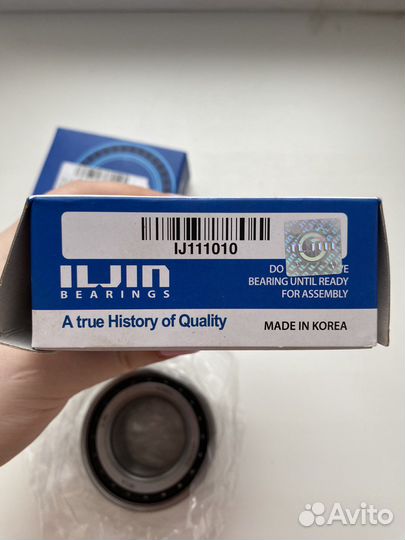 IJ111010
ILJIN
BEARINGS
DO
BEARING UNTIL READY
FOR ASSEMBLY
A true History of Quality
MADE IN KOREA
Avito